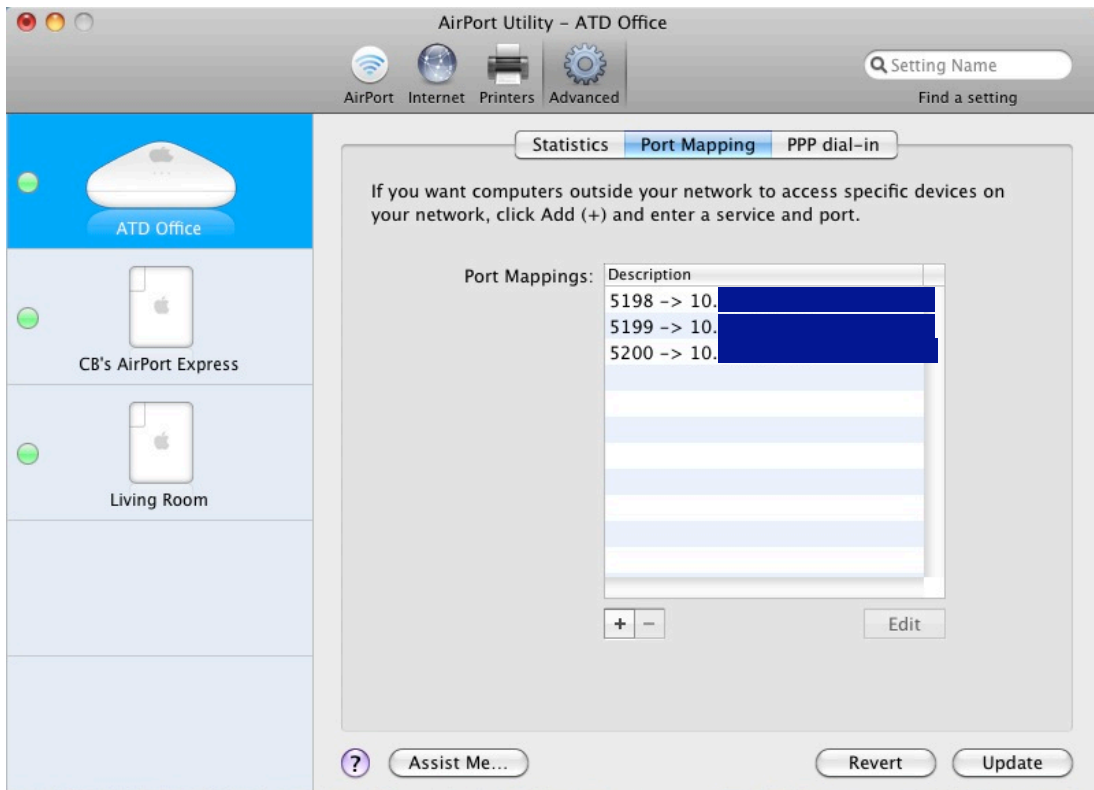 AirPort Utility – ATD Office
AirPort Internet Printers Advanced
Setting Name
Find a setting
Statistics Port Mapping PPP dial-in
If you want computers outside your network to access specific devices on
your network, click Add (+) and enter a service and port.
ATD Office
Port Mappings:
Description
5198 -> 10.
5199 -> 10.
5200 -> 10.
CB's AirPort Express
Living Room
+ −
Edit
? Assist Me...
Revert Update